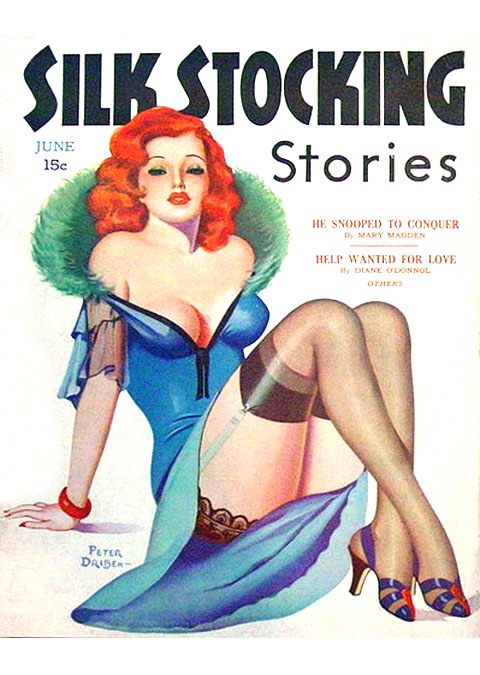 SILK STOCKING
Stories
JUNE
15c
HE SNOOPED TO CONQUER
By MARY MADDEN
HELP WANTED FOR LOVE
By DIANE O'DONNOL
OTHERS
PETER
DRIBEN